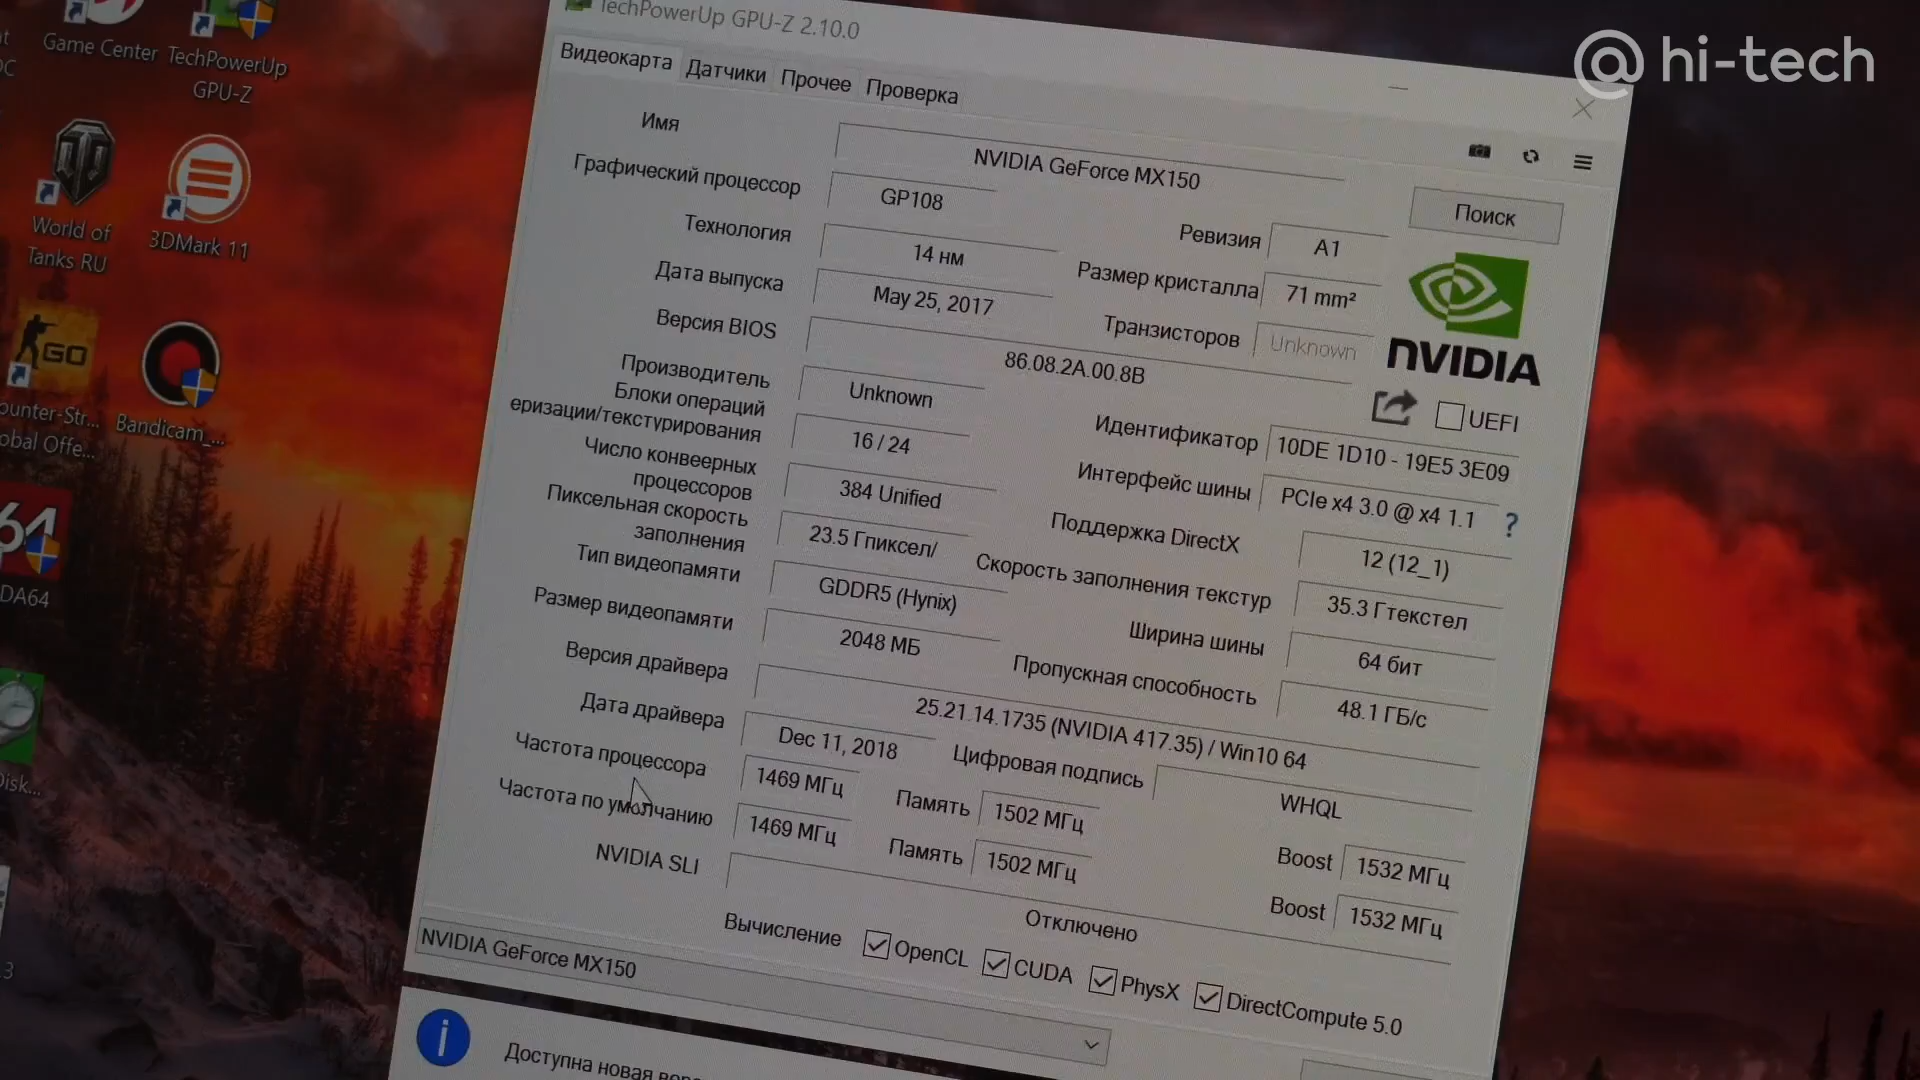 TechPowerUp GPU-Z 2.10.0
@hi-tech
Game Center
TechPowerUp
GPU-Z
World of
Tanks RU
3DMark 11
GO
Bandicam_...
64
Видеокарта Датчики Прочее Проверка
Имя NVIDIA GeForce MX150
Поиск
Графический процессор GP108 Ревизия A1
Технология 14 нм Размер кристалла 71 mm²
Дата выпуска May 25, 2017 Транзисторов Unknown
NVIDIA
Версия BIOS 86.08.2A.00.8B UEFI
Производитель Unknown Идентификатор 10DE 1D10 - 19E5 3E09
Блоки операций
еризации/текстурирования 16 / 24 Интерфейс шины PCIe x4 3.0 @ x4 1.1 ?
Число конвеерных
процессоров 384 Unified Поддержка DirectX 12 (12_1)
Пиксельная скорость
заполнения 23.5 Гпиксел/ Скорость заполнения текстур 35.3 Гтекстел
Тип видеопамяти GDDR5 (Hynix) Ширина шины 64 бит
Размер видеопамяти 2048 МБ Пропускная способность 48.1 ГБ/с
Версия драйвера 25.21.14.1735 (NVIDIA 417.35) / Win10 64
Дата драйвера Dec 11, 2018 Цифровая подпись WHQL
Частота процессора 1469 МГц Память 1502 МГц Boost 1532 МГц
Частота по умолчанию 1469 МГц Память 1502 МГц Boost 1532 МГц
NVIDIA SLI Отключено
Вычисление OpenCL CUDA PhysX DirectCompute 5.0
NVIDIA GeForce MX150
Доступна новая